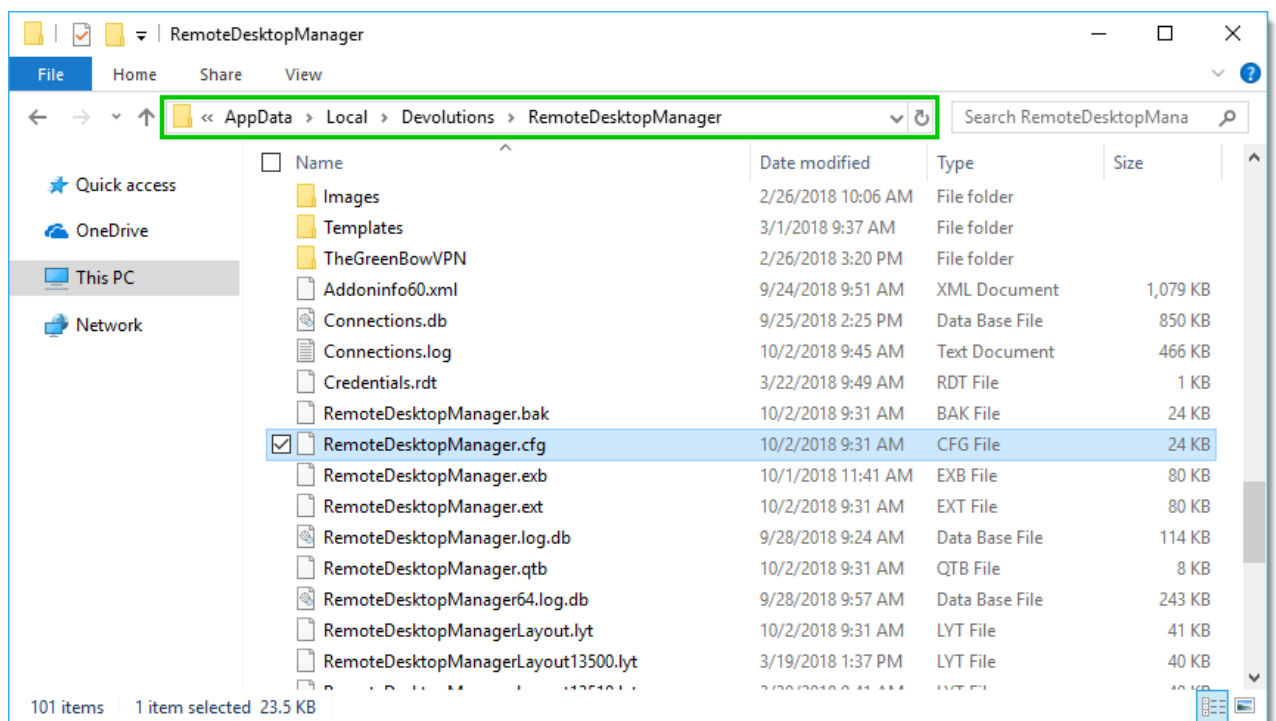 RemoteDesktopManager
File Home Share View
« AppData > Local > Devolutions > RemoteDesktopManager Search RemoteDesktopMana
Name Date modified Type Size
Quick access
OneDrive
This PC
Network
Images 2/26/2018 10:06 AM File folder
Templates 3/1/2018 9:37 AM File folder
TheGreenBowVPN 2/26/2018 3:20 PM File folder
Addoninfo60.xml 9/24/2018 9:51 AM XML Document 1,079 KB
Connections.db 9/25/2018 2:25 PM Data Base File 850 KB
Connections.log 10/2/2018 9:45 AM Text Document 466 KB
Credentials.rdt 3/22/2018 9:49 AM RDT File 1 KB
RemoteDesktopManager.bak 10/2/2018 9:31 AM BAK File 24 KB
RemoteDesktopManager.cfg 10/2/2018 9:31 AM CFG File 24 KB
RemoteDesktopManager.exb 10/1/2018 11:41 AM EXB File 80 KB
RemoteDesktopManager.ext 10/2/2018 9:31 AM EXT File 80 KB
RemoteDesktopManager.log.db 9/28/2018 9:24 AM Data Base File 114 KB
RemoteDesktopManager.qtb 10/2/2018 9:31 AM QTB File 8 KB
RemoteDesktopManager64.log.db 9/28/2018 9:57 AM Data Base File 243 KB
RemoteDesktopManagerLayout.lyt 10/2/2018 9:31 AM LYT File 41 KB
RemoteDesktopManagerLayout13500.lyt 3/19/2018 1:37 PM LYT File 40 KB
101 items 1 item selected 23.5 KB